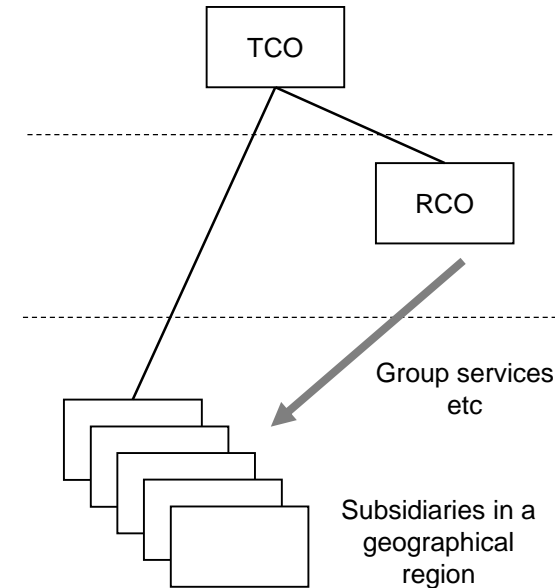 TCO
RCO
Group services
etc
Subsidiaries in a
geographical
region